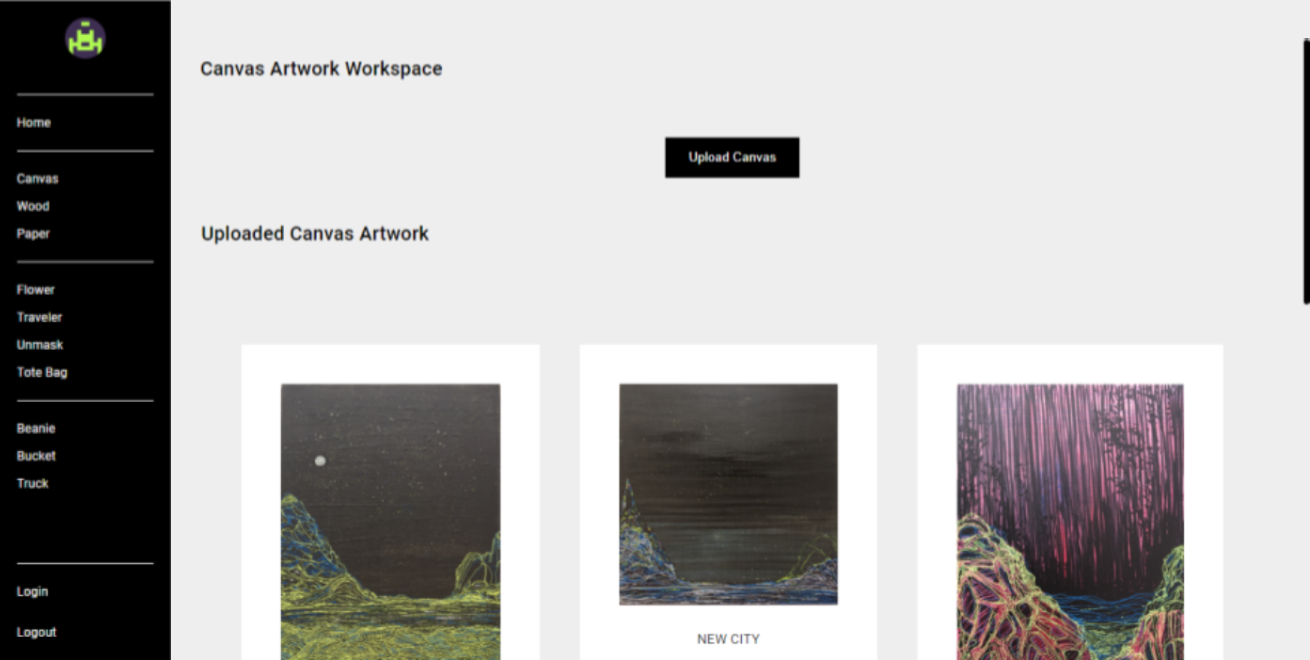 Home
Canvas
Wood
Paper
Flower
Traveler
Unmask
Tote Bag
Beanie
Bucket
Truck
Login
Logout
Canvas Artwork Workspace
Upload Canvas
Uploaded Canvas Artwork
NEW CITY